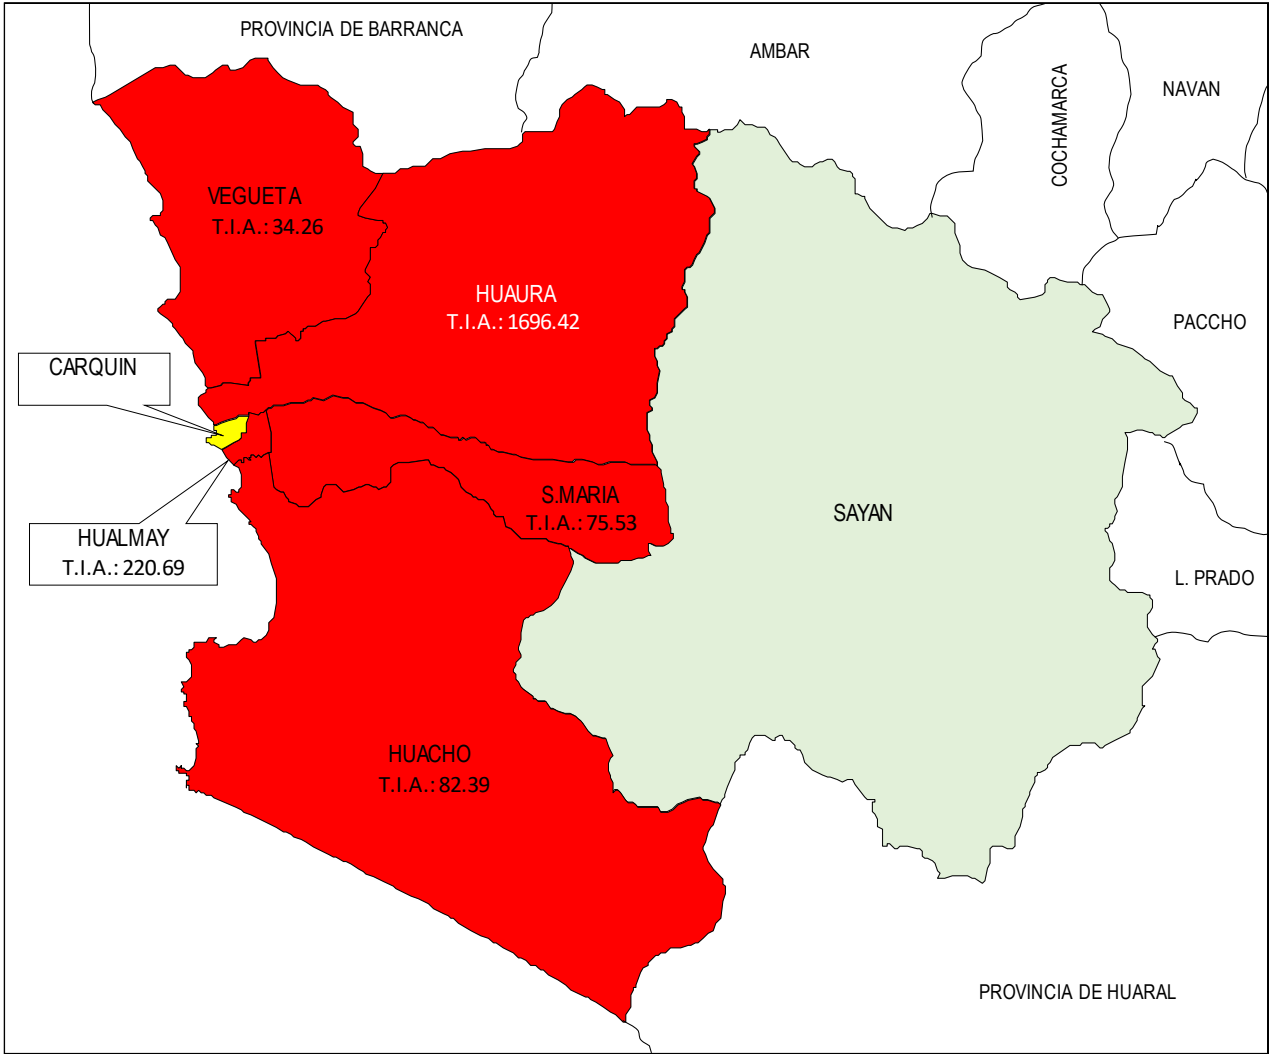 PROVINCIA DE BARRANCA
AMBAR
COCHAMARCA
NAVAN
VEGUETA
T.I.A.: 34.26
HUAURA
T.I.A.: 1696.42
PACCHO
CARQUIN
S.MARIA
T.I.A.: 75.53
SAYAN
HUALMAY
T.I.A.: 220.69
L. PRADO
HUACHO
T.I.A.: 82.39
PROVINCIA DE HUARAL